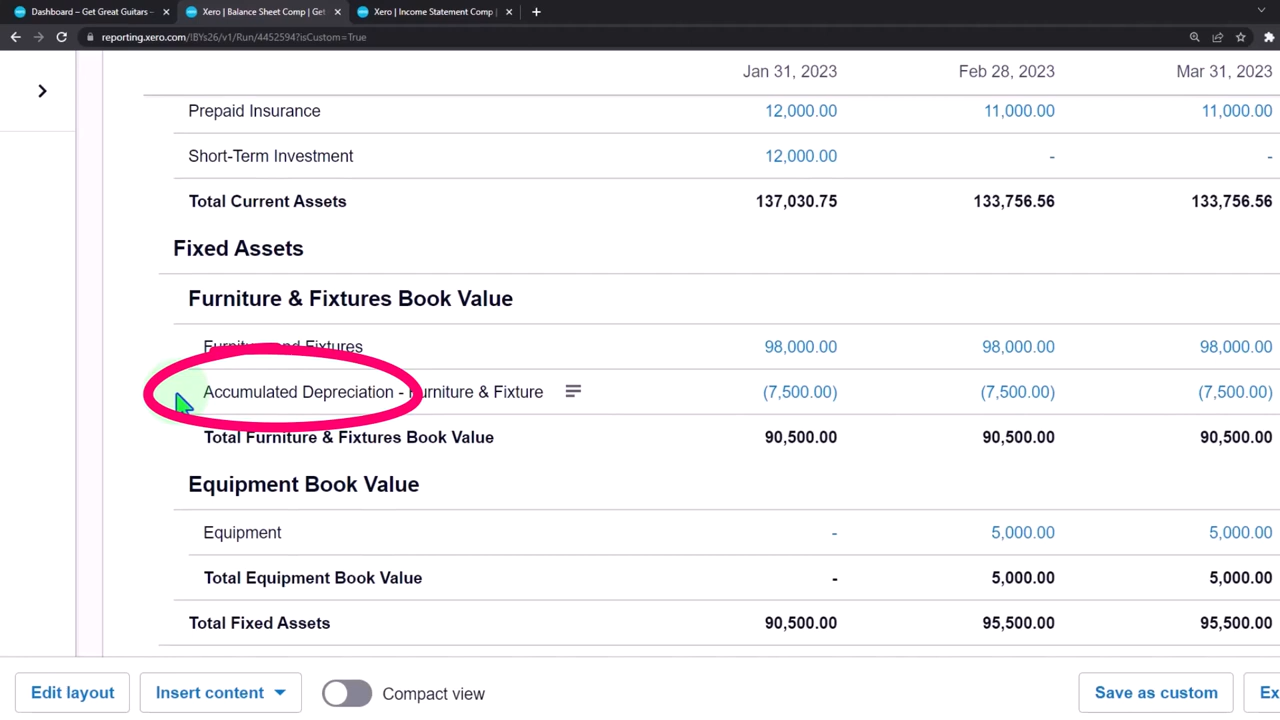 Dashboard – Get Great Guitars –
Xero | Balance Sheet Comp | Get
Xero | Income Statement Comp |
reporting.xero.com/IBYs26/v1/Run/4452594?isCustom=True
Jan 31, 2023 Feb 28, 2023 Mar 31, 2023
Prepaid Insurance 12,000.00 11,000.00 11,000.00
Short-Term Investment 12,000.00 - -
Total Current Assets 137,030.75 133,756.56 133,756.56
Fixed Assets
Furniture & Fixtures Book Value
Furniture and Fixtures 98,000.00 98,000.00 98,000.00
Accumulated Depreciation - Furniture & Fixture (7,500.00) (7,500.00) (7,500.00)
Total Furniture & Fixtures Book Value 90,500.00 90,500.00 90,500.00
Equipment Book Value
Equipment - 5,000.00 5,000.00
Total Equipment Book Value - 5,000.00 5,000.00
Total Fixed Assets 90,500.00 95,500.00 95,500.00
Edit layout Insert content Compact view Save as custom Ex